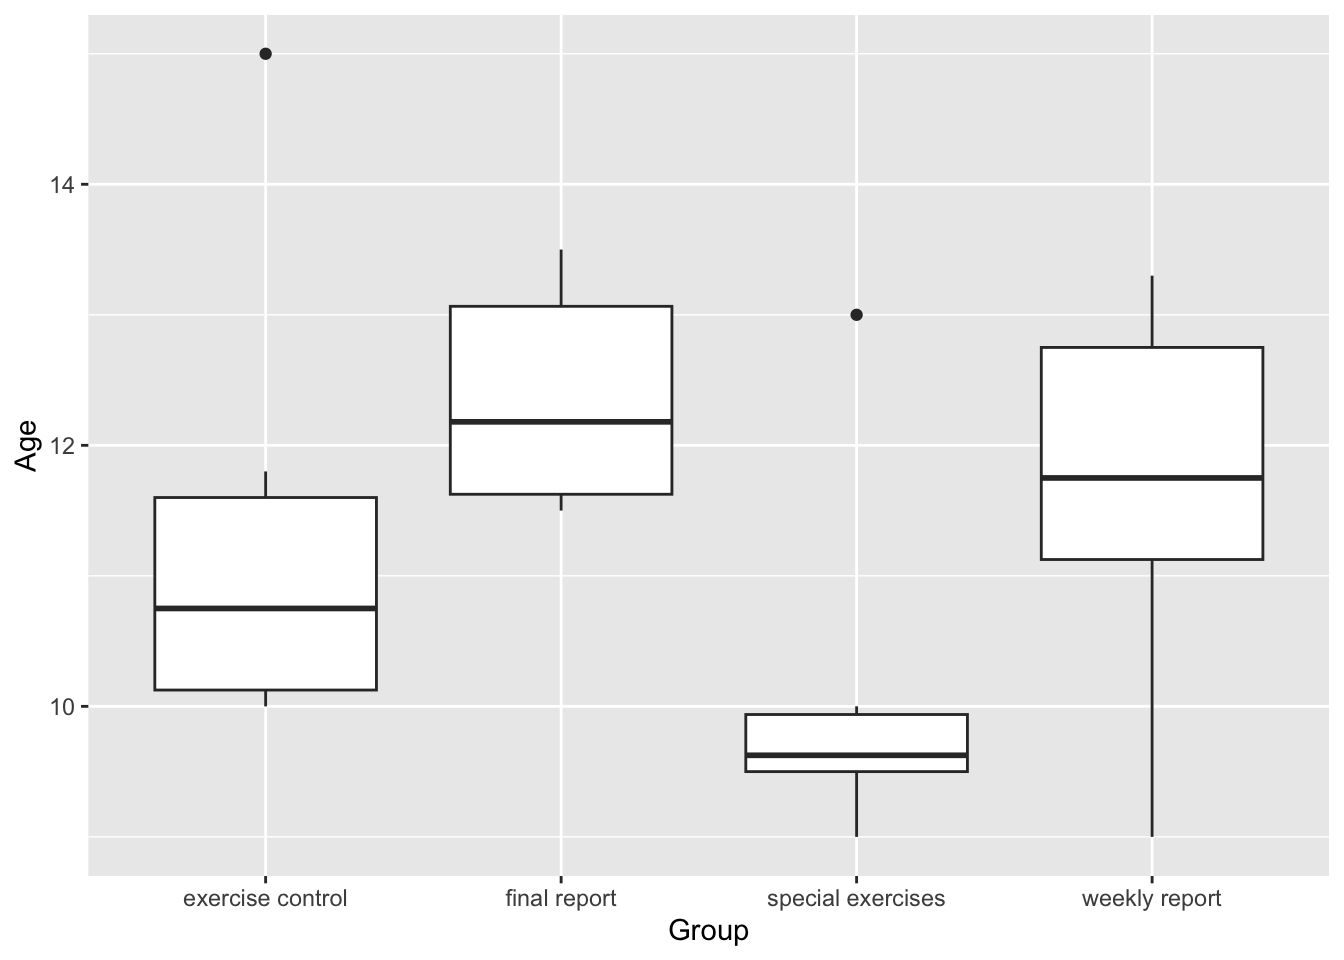 14
12
10
Age
exercise control
final report
special exercises
weekly report
Group